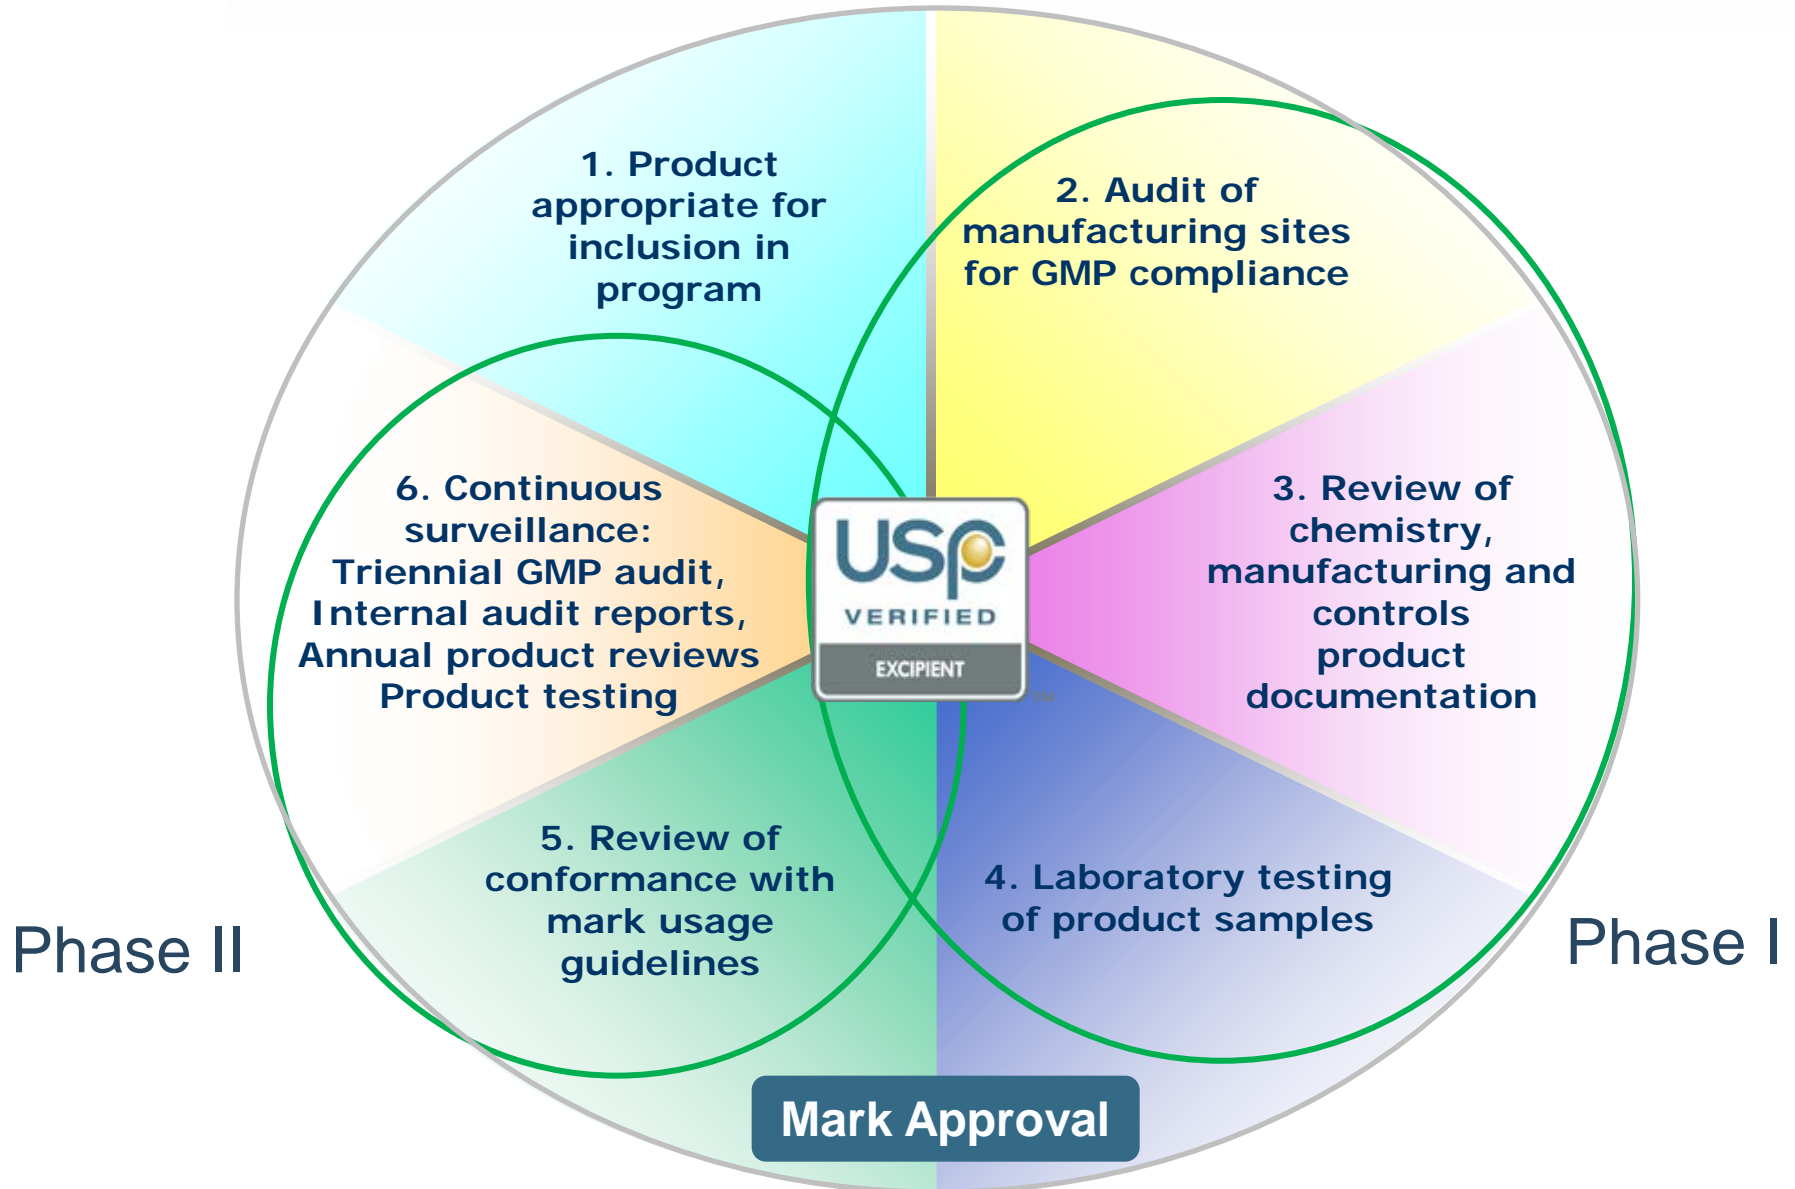 1. Product
appropriate for
inclusion in
program
2. Audit of
manufacturing sites
for GMP compliance
3. Review of
chemistry,
manufacturing and
controls
product
documentation
4. Laboratory testing
of product samples
5. Review of
conformance with
mark usage
guidelines
6. Continuous
surveillance:
Triennial GMP audit,
Internal audit reports,
Annual product reviews
Product testing
USP
VERIFIED
EXCIPIENT
TM
Phase II
Phase I
Mark Approval